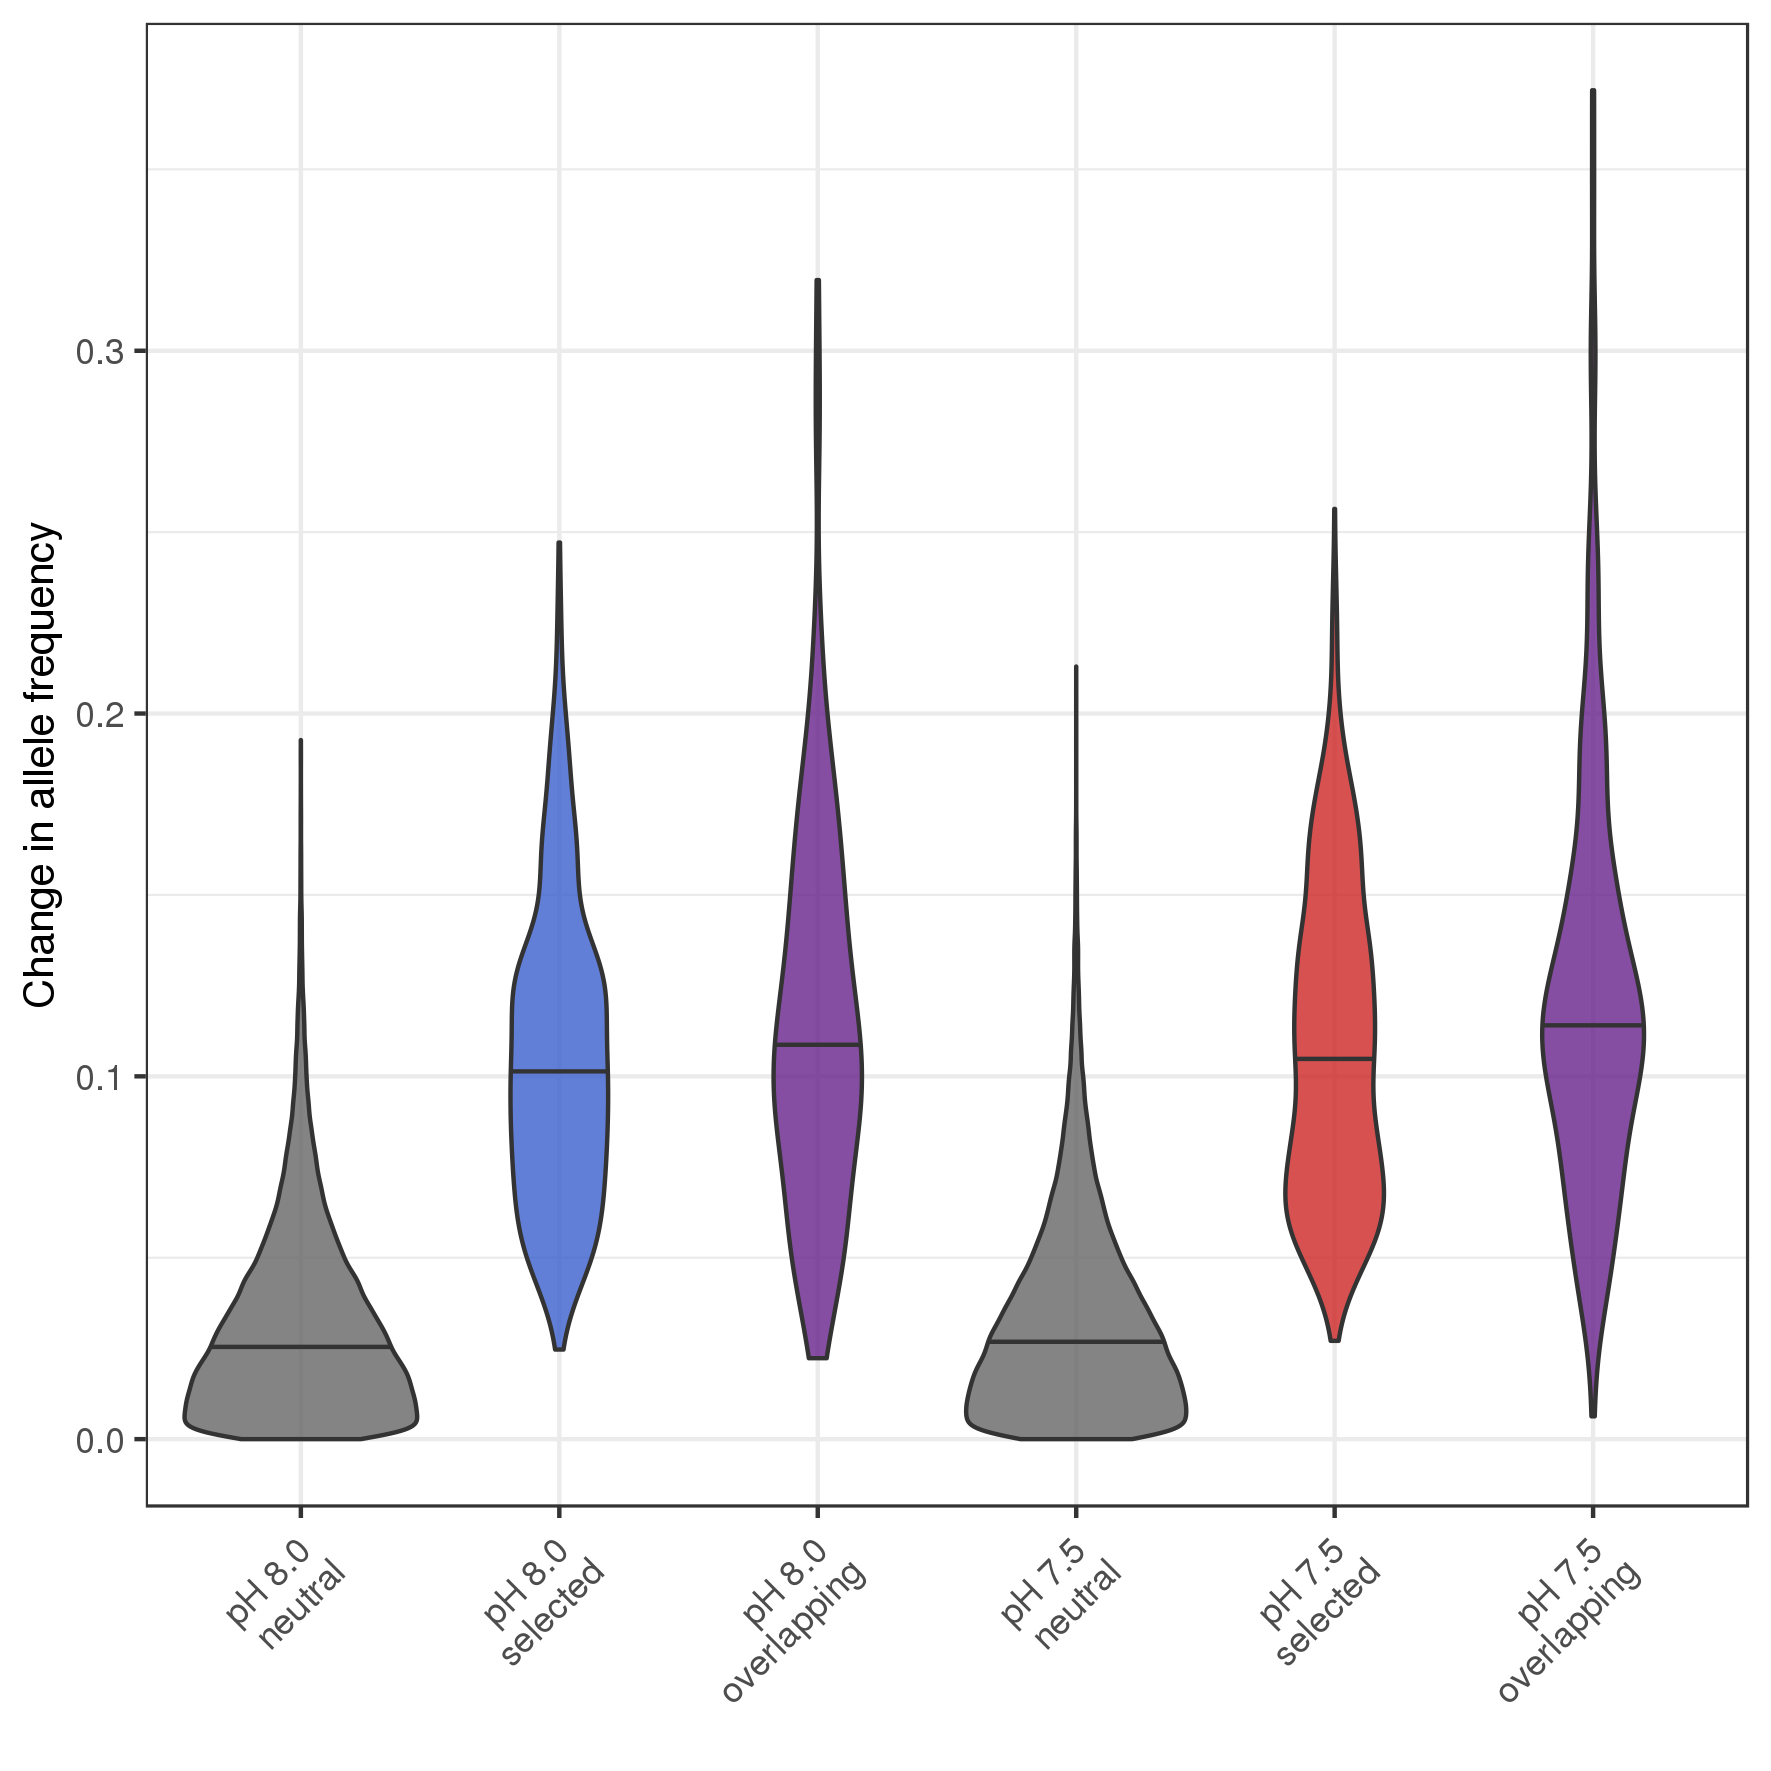 Change in allele frequency
0.3
0.2
0.1
0.0
pH 8.0
neutral
pH 8.0
selected
pH 8.0
overlapping
pH 7.5
neutral
pH 7.5
selected
pH 7.5
overlapping